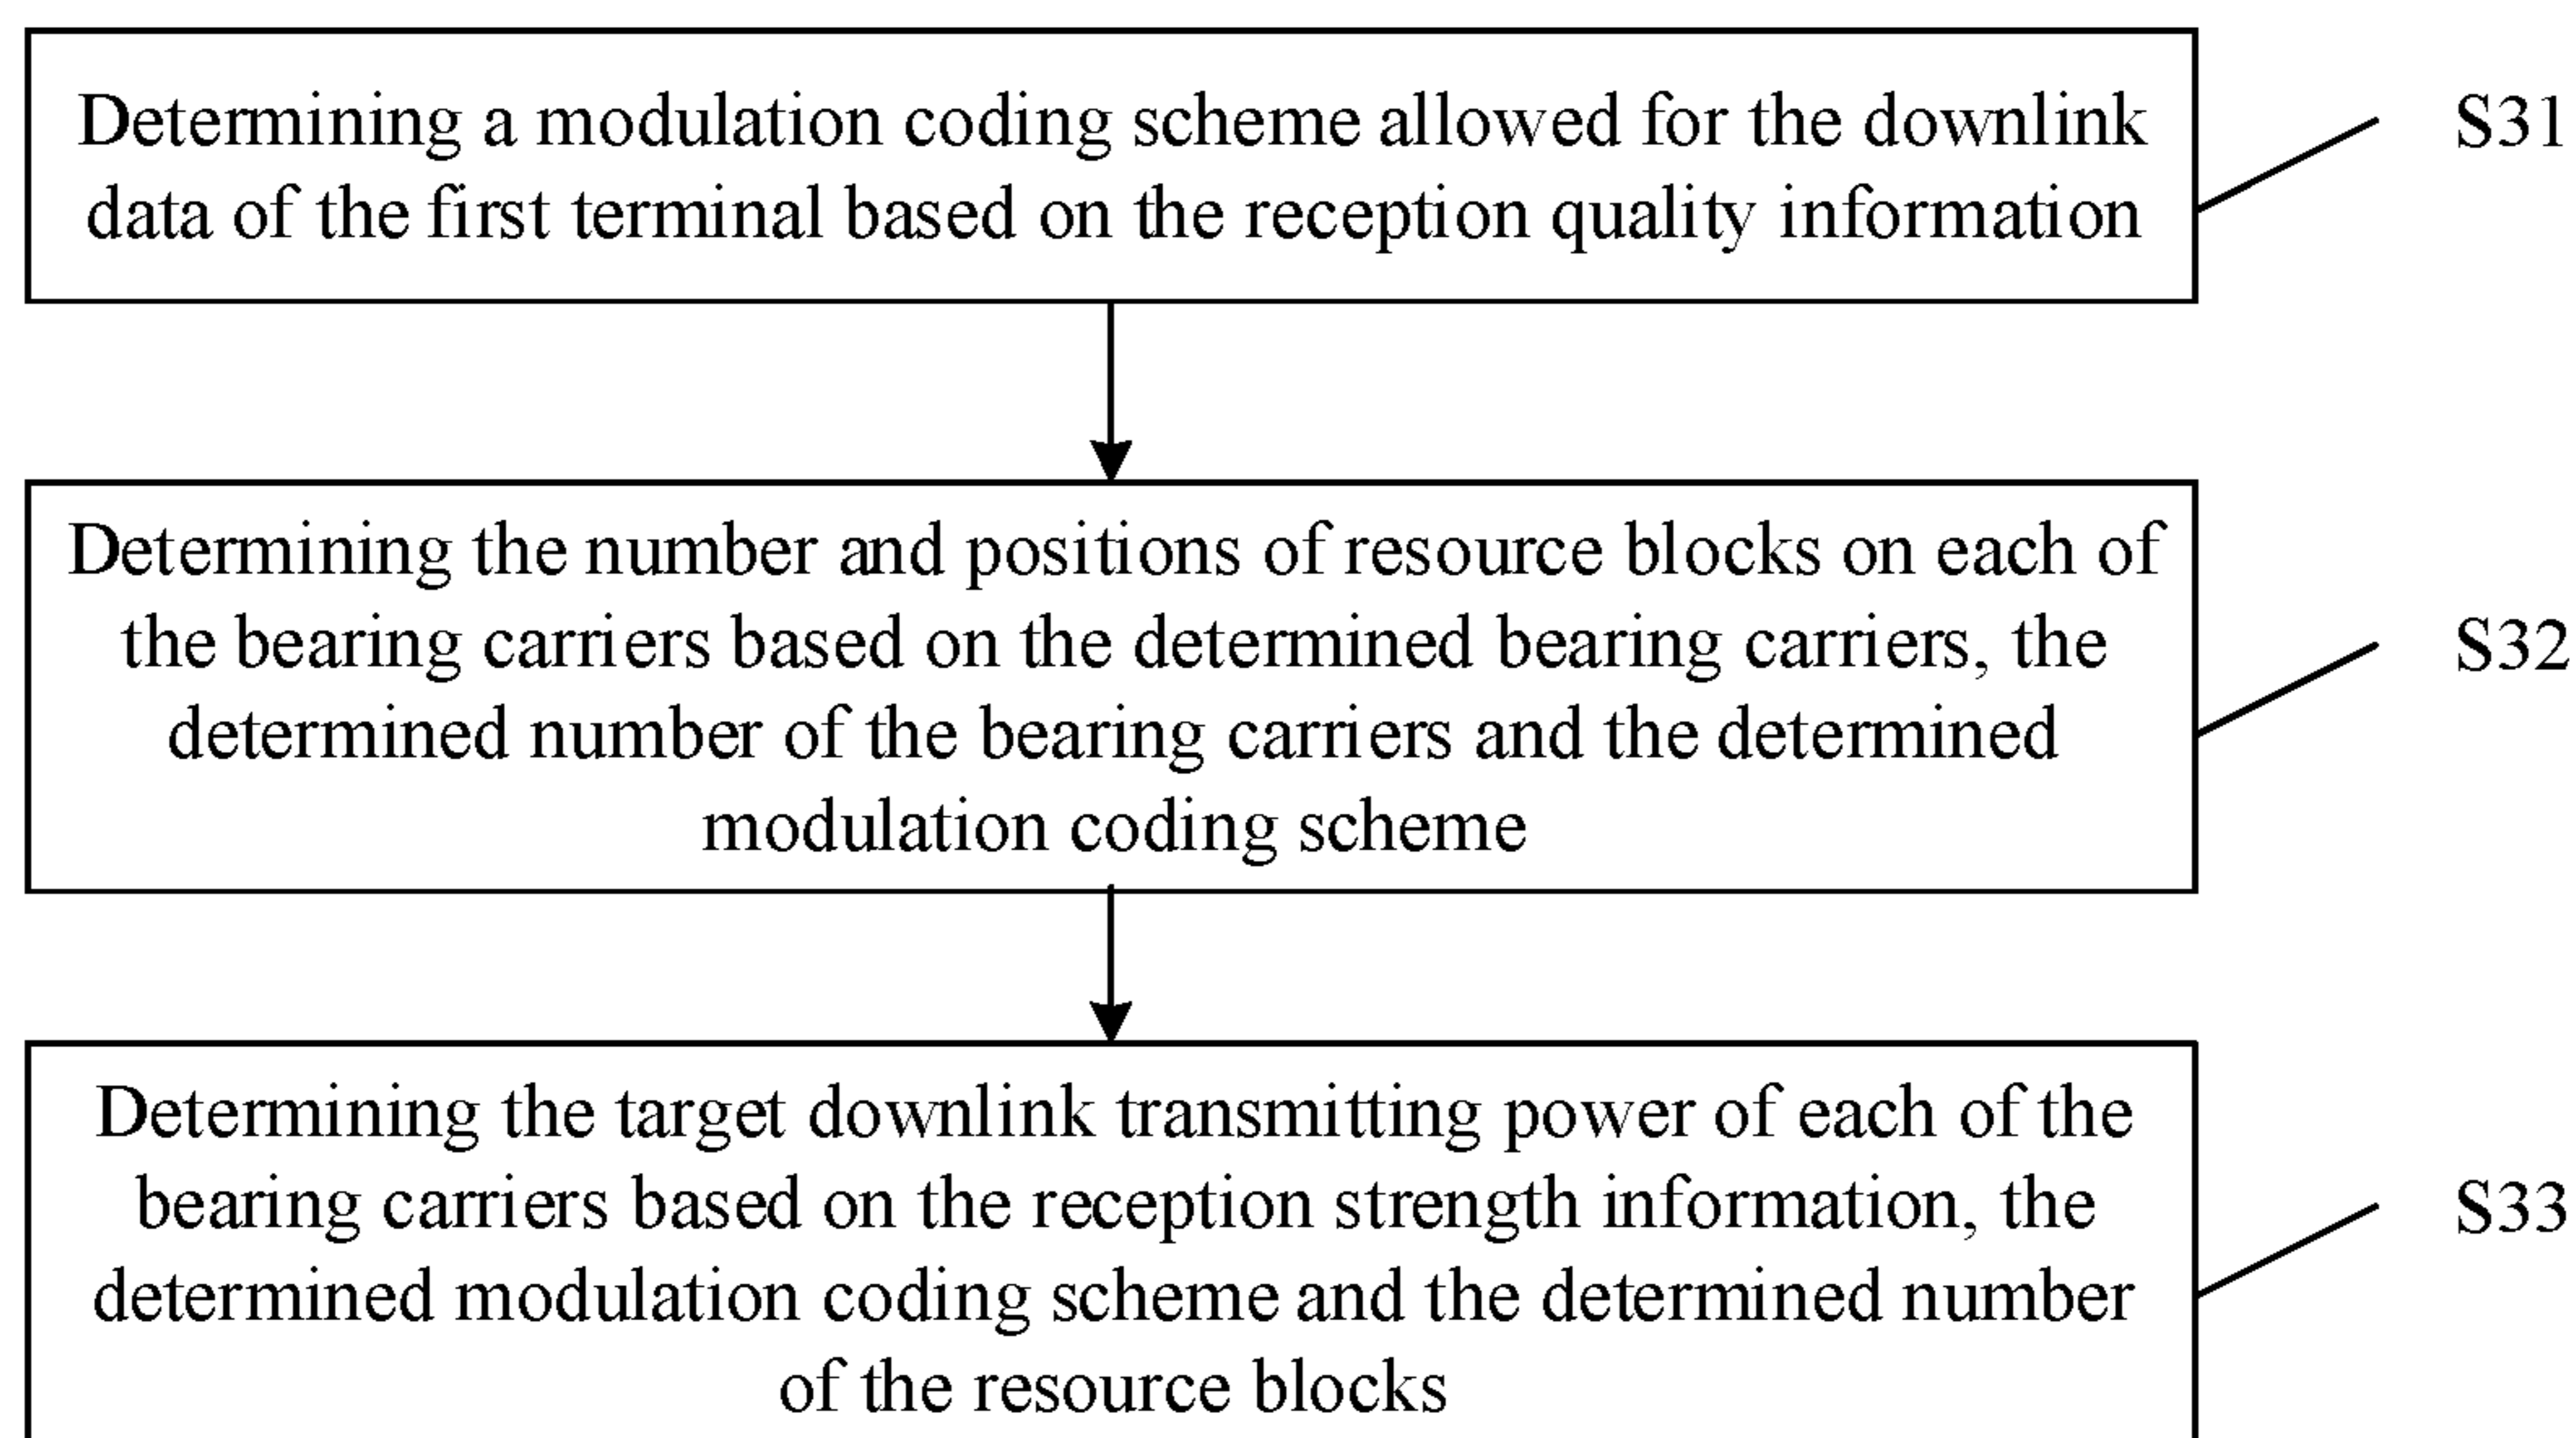 Determining a modulation coding scheme allowed for the downlink
data of the first terminal based on the reception quality information
S31
Determining the number and positions of resource blocks on each of
the bearing carriers based on the determined bearing carriers, the
determined number of the bearing carriers and the determined
modulation coding scheme
S32
Determining the target downlink transmitting power of each of the
bearing carriers based on the reception strength information, the
determined modulation coding scheme and the determined number
of the resource blocks
S33